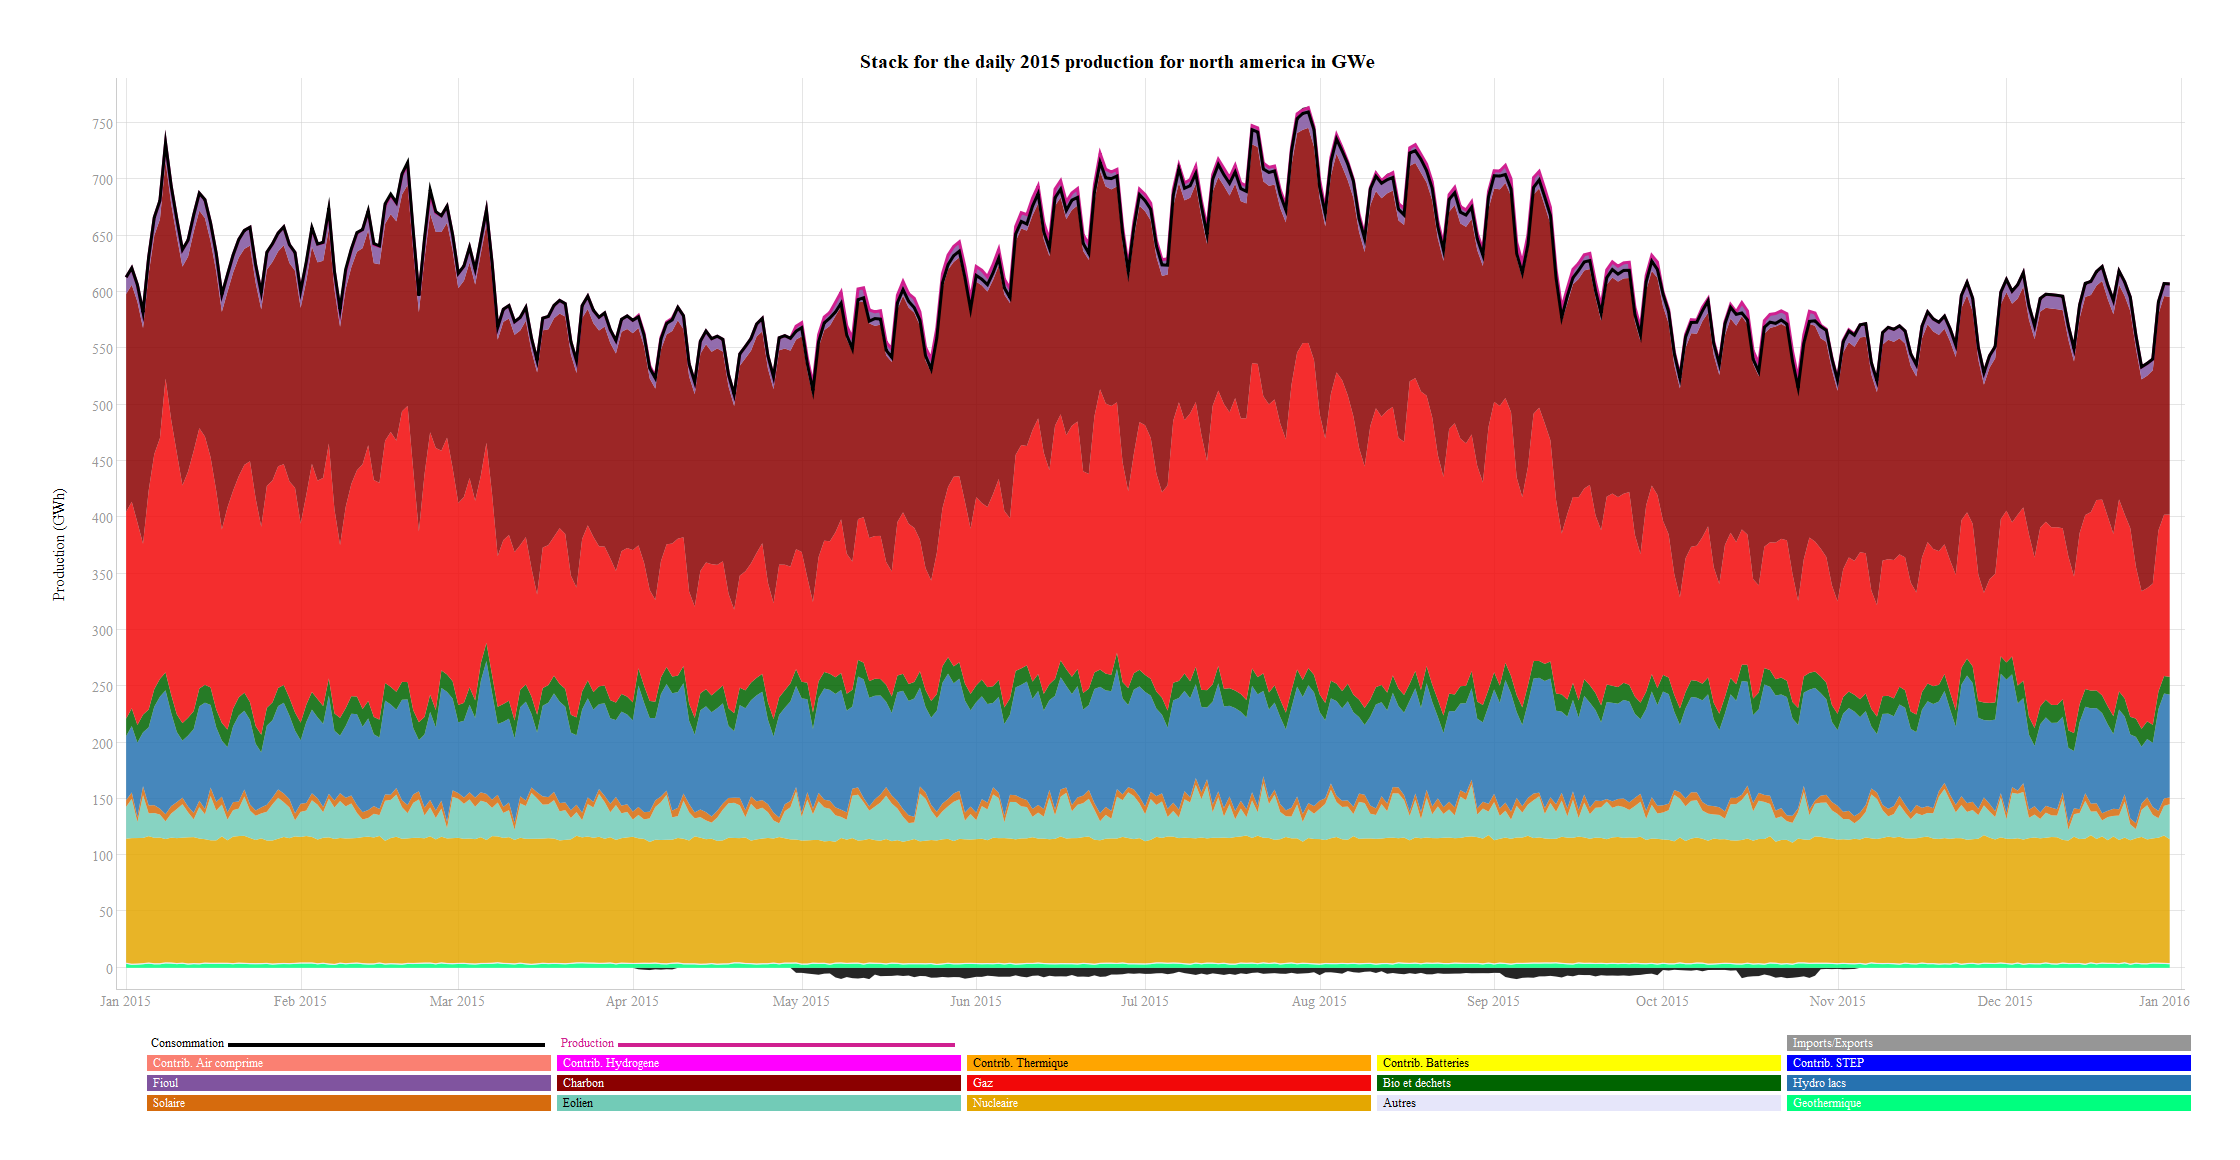 Stack for the daily 2015 production for north america in GWe
750
700
650
600
550
500
450
400
350
300
250
200
150
100
50
0
Production (GWh)
Jan 2015 Feb 2015 Mar 2015 Apr 2015 May 2015 Jun 2015 Jul 2015 Aug 2015 Sep 2015 Oct 2015 Nov 2015 Dec 2015 Jan 2016
Consommation Production Imports/Exports
Contrib. Air comprime Contrib. Hydrogene Contrib. Thermique Contrib. Batteries Contrib. STEP
Fioul Charbon Gaz Bio et dechets Hydro lacs
Solaire Eolien Nucleaire Autres Geothermique